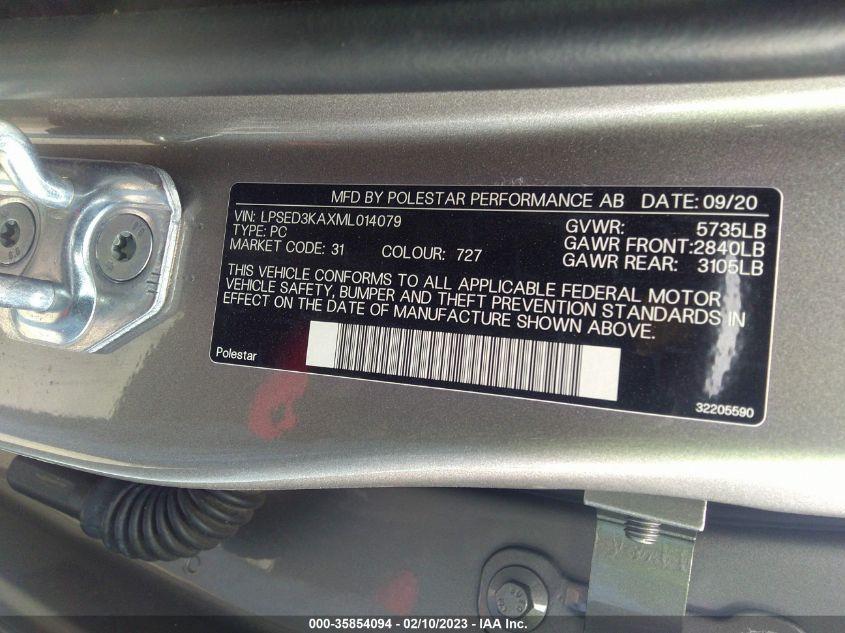 MFD BY POLESTAR PERFORMANCE AB DATE: 09/20
VIN: LPSED3KAXML014079 GVWR: 5735LB
TYPE: PC GAWR FRONT:2840LB
MARKET CODE: 31 COLOUR: 727 GAWR REAR: 3105LB
THIS VEHICLE CONFORMS TO ALL APPLICABLE FEDERAL MOTOR
VEHICLE SAFETY, BUMPER AND THEFT PREVENTION STANDARDS IN
EFFECT ON THE DATE OF MANUFACTURE SHOWN ABOVE.
Polestar
32205590
000-35854094 - 02/10/2023 - IAA Inc.